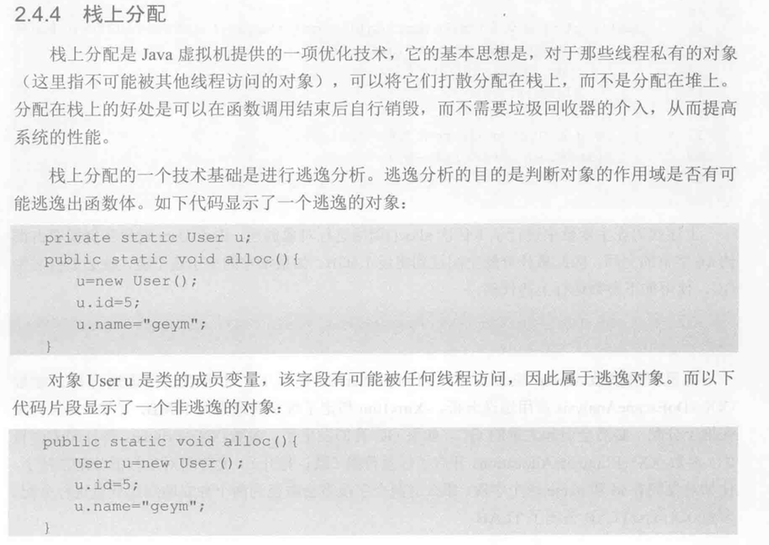 2.4.4 栈上分配
栈上分配是 Java 虚拟机提供的一项优化技术，它的基本思想是，对于那些线程私有的对象
（这里指不可能被其他线程访问的对象），可以将它们打散分配在栈上，而不是分配在堆上。
分配在栈上的好处是可以在函数调用结束后自行销毁，而不需要垃圾回收器的介入，从而提高
系统的性能。
栈上分配的一个技术基础是进行逃逸分析。逃逸分析的目的是判断对象的作用域是否有可
能逃逸出函数体。如下代码显示了一个逃逸的对象：
private static User u;
public static void alloc(){
u=new User();
u.id=5;
u.name="geym";
}
对象 User u 是类的成员变量，该字段有可能被任何线程访问，因此属于逃逸对象。而以下
代码片段显示了一个非逃逸的对象：
public static void alloc(){
User u=new User();
u.id=5;
u.name="geym";
}